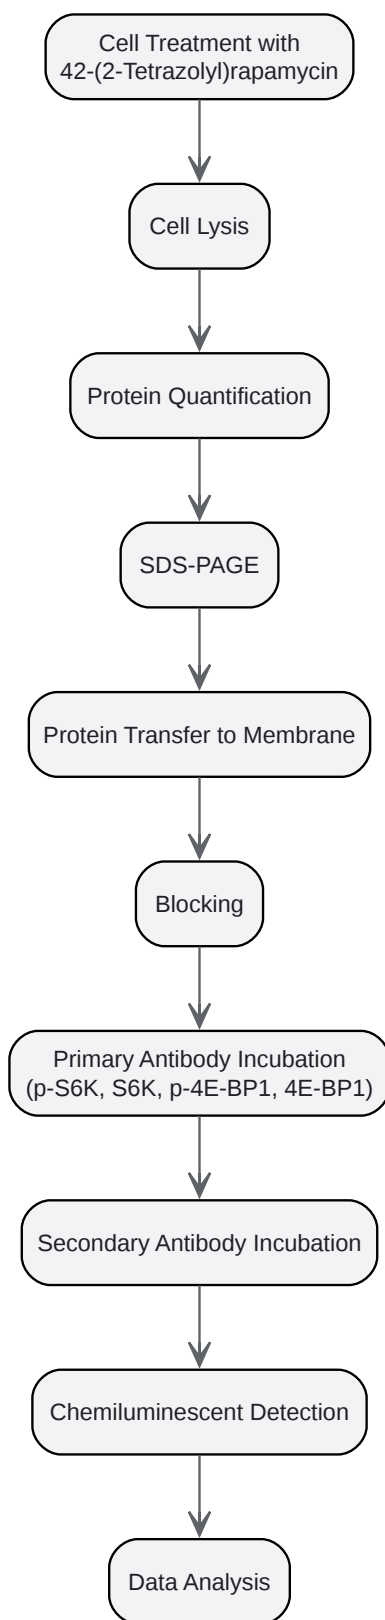 Cell Treatment with
42-(2-Tetrazolyl)rapamycin
Cell Lysis
Protein Quantification
SDS-PAGE
Protein Transfer to Membrane
Blocking
Primary Antibody Incubation
(p-S6K, S6K, p-4E-BP1, 4E-BP1)
Secondary Antibody Incubation
Chemiluminescent Detection
Data Analysis